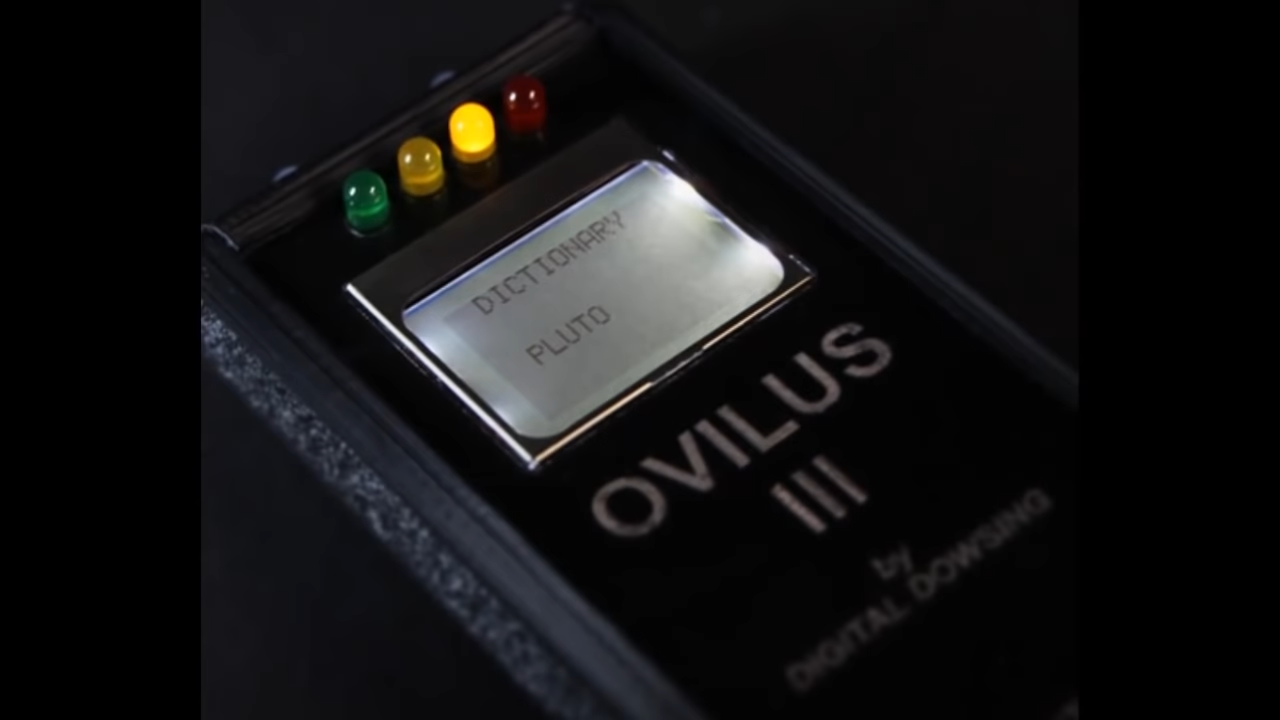 DICTIONARY
PLUTO
OVILUS
III
by
DIGITAL DOWSING